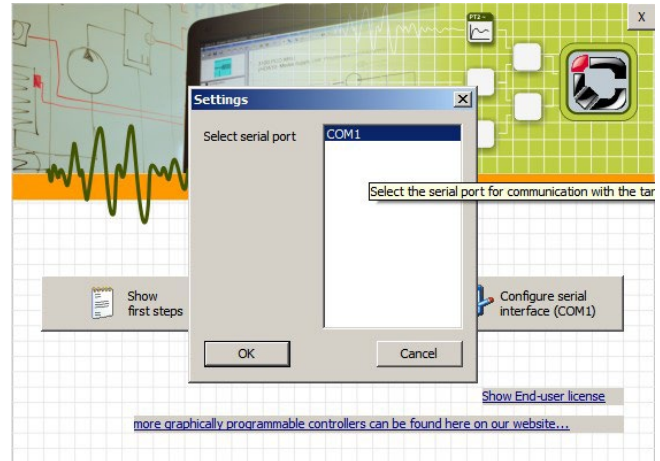 PT2 -
X
Settings
X
Select serial port
COM1
Select the serial port for communication with the tar
Show
first steps
Configure serial
interface (COM1)
OK
Cancel
Show End-user license
more graphically programmable controllers can be found here on our website...